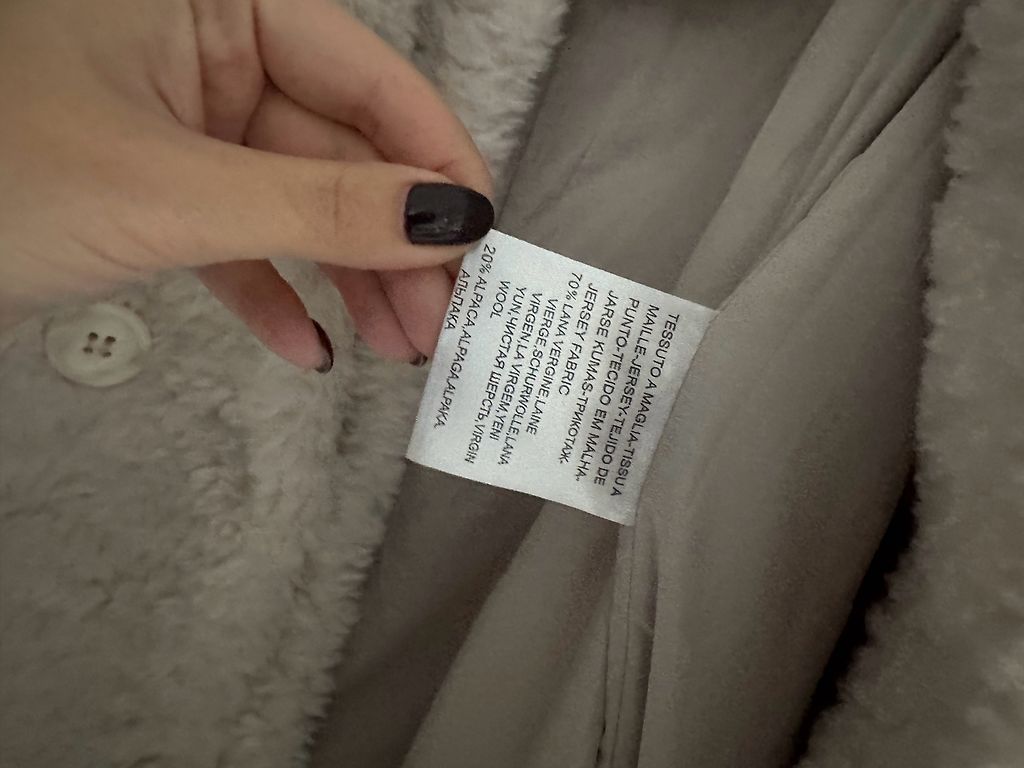 TESSUTO A MAGLIA-TISSU A
MAILLE-JERSEY-TEJIDO DE
PUNTO-TECIDO EM MALHA-
JARSE KUMAS-ТРИКОТАЖ-
JERSEY FABRIC
70% LANA VERGINE,LAINE
VIERGE,SCHURWOLLE,LANA
VIRGEN,LA VIRGEM,YENI
YUN,ЧИСТАЯ ШЕРСТЬ,VIRGIN
WOOL
20% ALPACA,ALPAGA,ALPAKA,
АЛЬПАКА